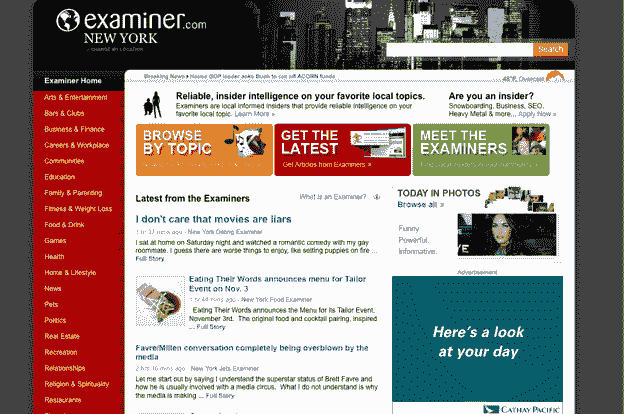 examiner.com
NEW YORK
CHANGE MY LOCATION
Search
Breaking News House GOP leader asks Bush to cut off ACORN funds
48°F, Overcast
Examiner Home
Arts & Entertainment
Bars & Clubs
Business & Finance
Careers & Workplace
Communities
Education
Family & Parenting
Fitness & Weight Loss
Food & Drink
Games
Health
Home & Lifestyle
News
Pets
Politics
Real Estate
Recreation
Relationships
Religion & Spirituality
Restaurants
Reliable, insider intelligence on your favorite local topics.
Examiners are local informed insiders that provide reliable intelligence on your
favorite local topic. Learn More »
Are you an insider?
Snowboarding, Business, SEO,
Heavy Metal & more... Apply Now »
BROWSE
BY TOPIC
GET THE
LATEST
Get Articles from Examiners »
MEET THE
EXAMINERS
Latest from the Examiners
What is an Examiner?
I don't care that movies are liars
New York Dating Examiner
I sat at home on Saturday night and watched a romantic comedy with my gay
roommate. I guess there are worse things to enjoy, like selling puppies on fire ...
Full Story
Eating Their Words announces menu for Tailor
Event on Nov. 3
1 hr 44 mins ago - New York Food Examiner
Eating Their Words announces the Menu for its Tailor Event,
November 3rd. The original food and cocktail pairing, inspired
... Full Story
Favre/Millen conversation completely being overblown by the
media
2 hrs 16 mins ago - New York Jets Examiner
Let me start out by saying I understand the superstar status of Brett Favre and
how he is usually involved with a media circus. What I do not understand is why
the media is making ... Full Story
TODAY IN PHOTOS
Browse all »
Funny
Powerful.
Informative.
Advertisement
Here's a look
at your day
CATHAY PACIFIC